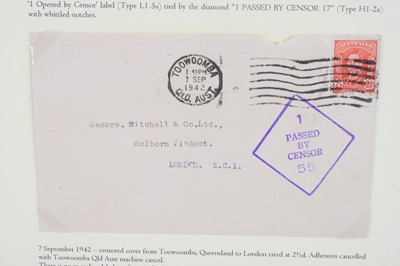 '1 Opened by Censor' label (Type L1-5a) tied by the diamond "1 PASSED BY CENSOR 17" (Type H1-2a)
with whittled notches.
TOOWOOMBA
7 SEP
1942
QLD. AUST.
AUSTRALIA
Messrs. Mitchell & Co.Ltd.,
Holborn Viaduct.
LONDON. E.C.1.
1
PASSED
BY
CENSOR
55
7 September 1942 – censored cover from Toowoomba, Queensland to London rated at 2½d. Adhesives cancelled
with Toowoomba Qld Aust machine cancel.